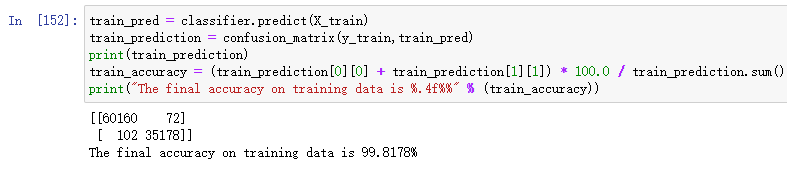 In [152]:
train_pred = classifier.predict(X_train)
train_prediction = confusion_matrix(y_train,train_pred)
print(train_prediction)
train_accuracy = (train_prediction[0][0] + train_prediction[1][1]) * 100.0 / train_prediction.sum()
print("The final accuracy on training data is %.4f%%" % (train_accuracy))
[[60160    72]
 [  102 35178]]
The final accuracy on training data is 99.8178%